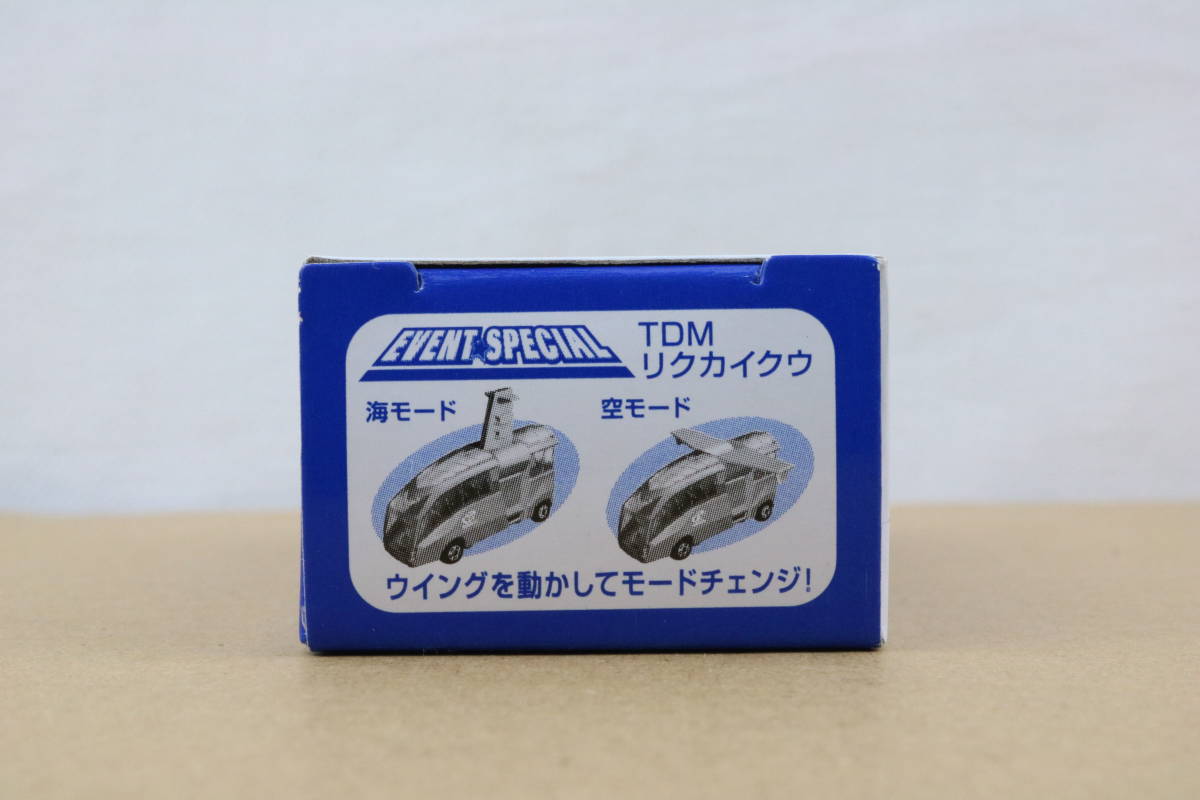 EVENT★SPECIAL
TDM
リクカイクウ
海モード
空モード
ウイングを動かしてモードチェンジ!